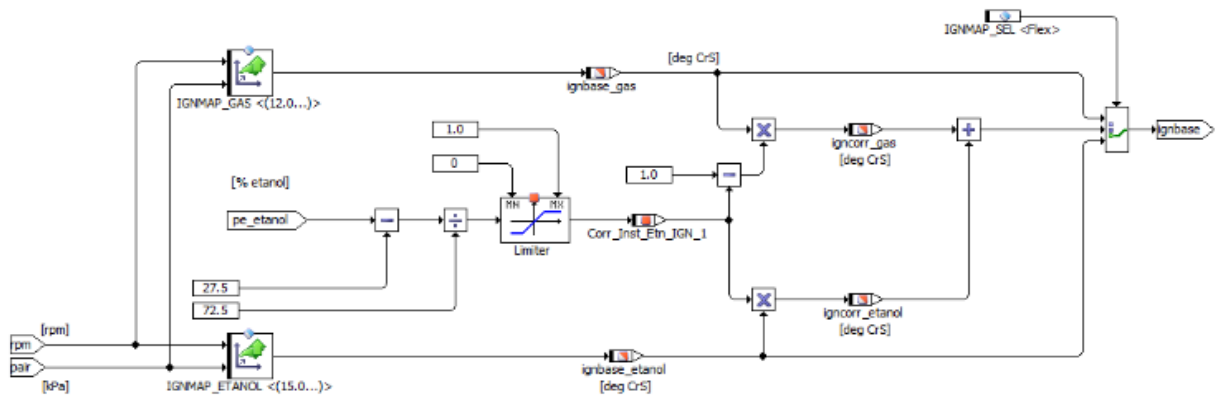 IGNMAP_SEL <Flex>
[deg CrS]
ignbase_gas
IGNMAP_GAS <(12.0...)>
1.0
0
igncorr_gas
[deg CrS]
ignbase
[% etanol]
1.0
MN
MX
pe_etanol
Corr_Inst_Etn_IGN_1
Limiter
27.5
72.5
igncorr_etanol
[deg CrS]
[rpm]
rpm
pair
[kPa]
IGNMAP_ETANOL <(15.0...)>
ignbase_etanol
[deg CrS]